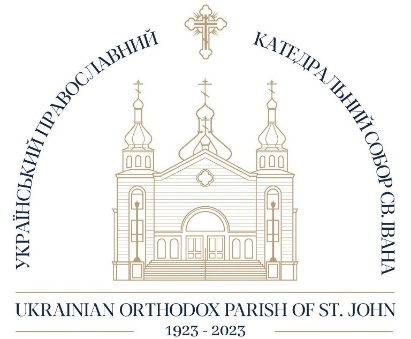 УКРАЇНСЬКИЙ ПРАВОСЛАВНИЙ
КАТЕДРАЛЬНИЙ СОБОР СВ. ІВАНА
UKRAINIAN ORTHODOX PARISH OF ST. JOHN
1923 - 2023